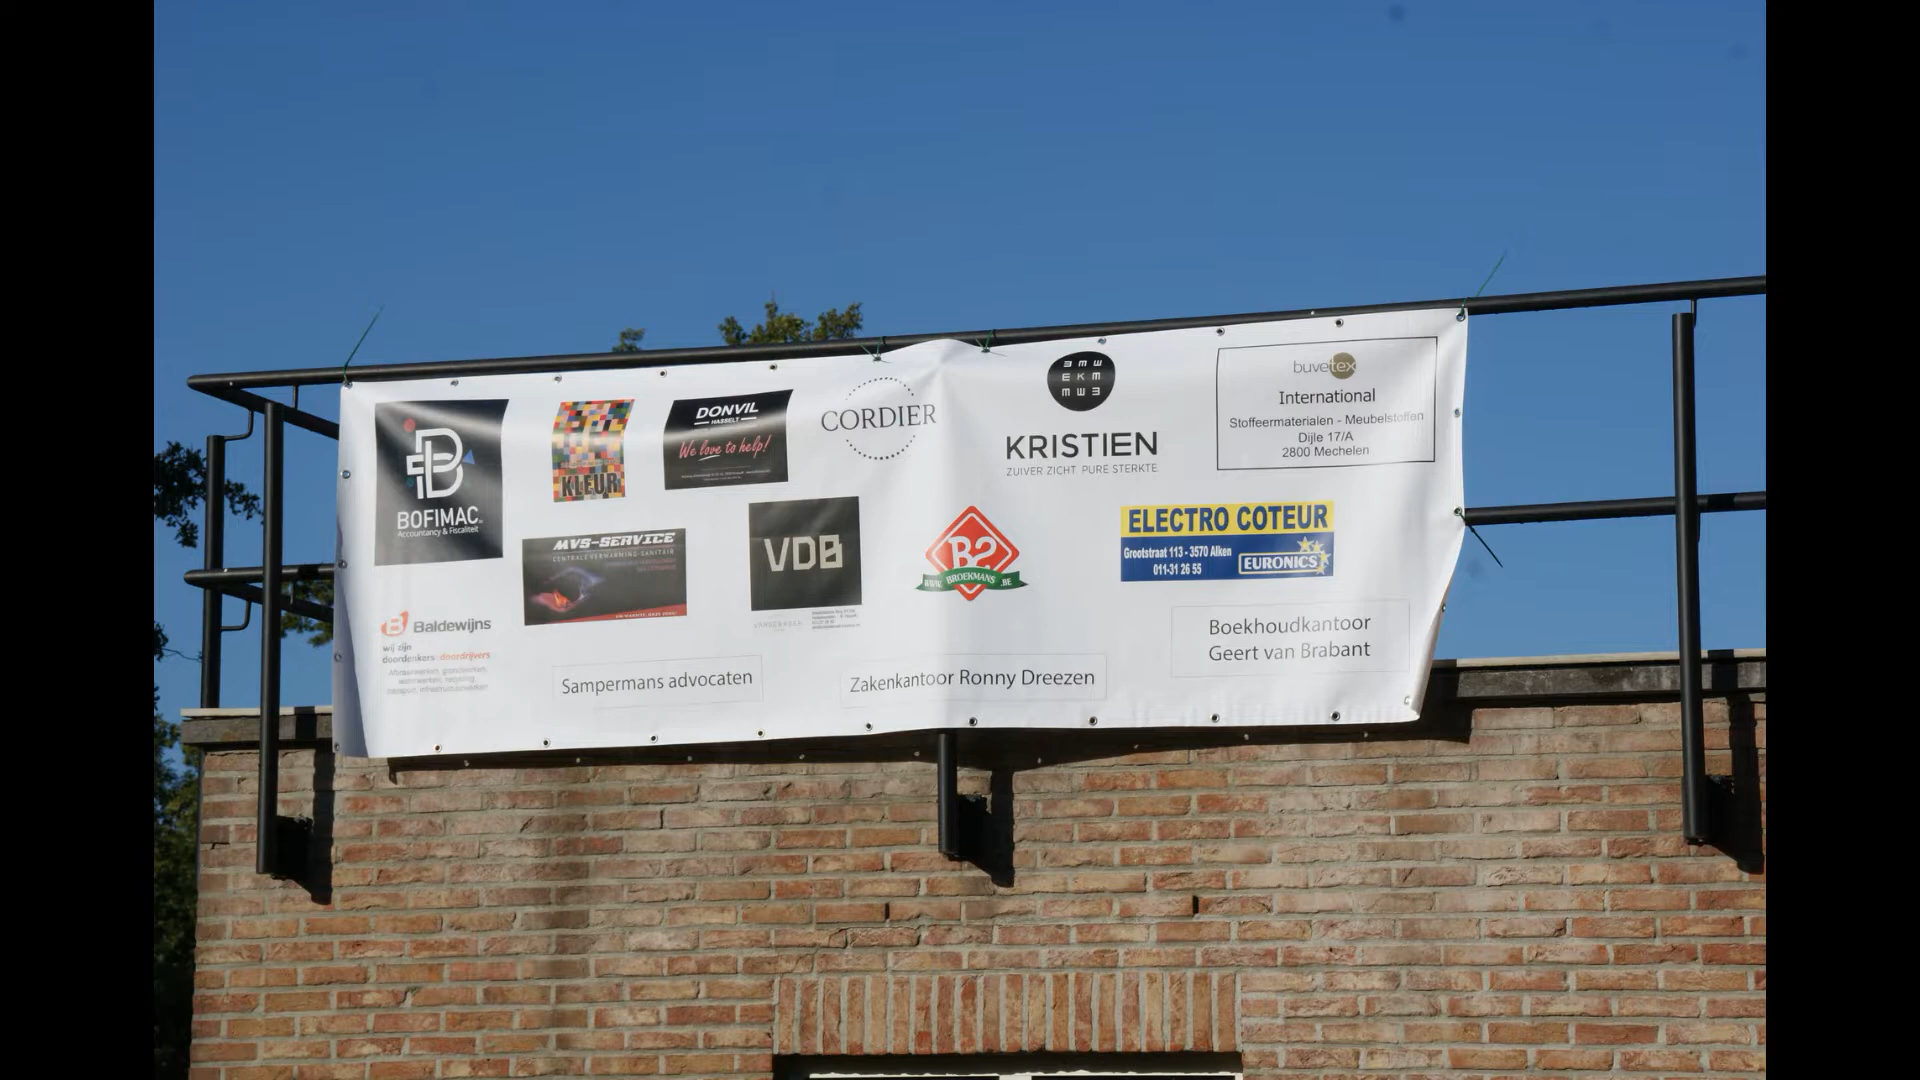 BOFIMAC
Accountancy & Fiscaliteit
KLEUR
DONVIL
HASSELT
We love to help!
CORDIER
KRISTIEN
ZUIVER ZICHT. PURE STERKTE.
buvetex
International
Stoffeermaterialen - Meubelstoffen
Dijle 17/A
2800 Mechelen
MVS-SERVICE
CENTRALEVERWARMING-SANITAIR
VDB
B2
WWW.BROEKMANS.BE
ELECTRO COTEUR
Grootstraat 113 - 3570 Alken
011-31 26 55
EURONICS
Baldewijns
wij zijn
doordenkers doordrijvers
Sampermans advocaten
Zakenkantoor Ronny Dreezen
Boekhoudkantoor
Geert van Brabant